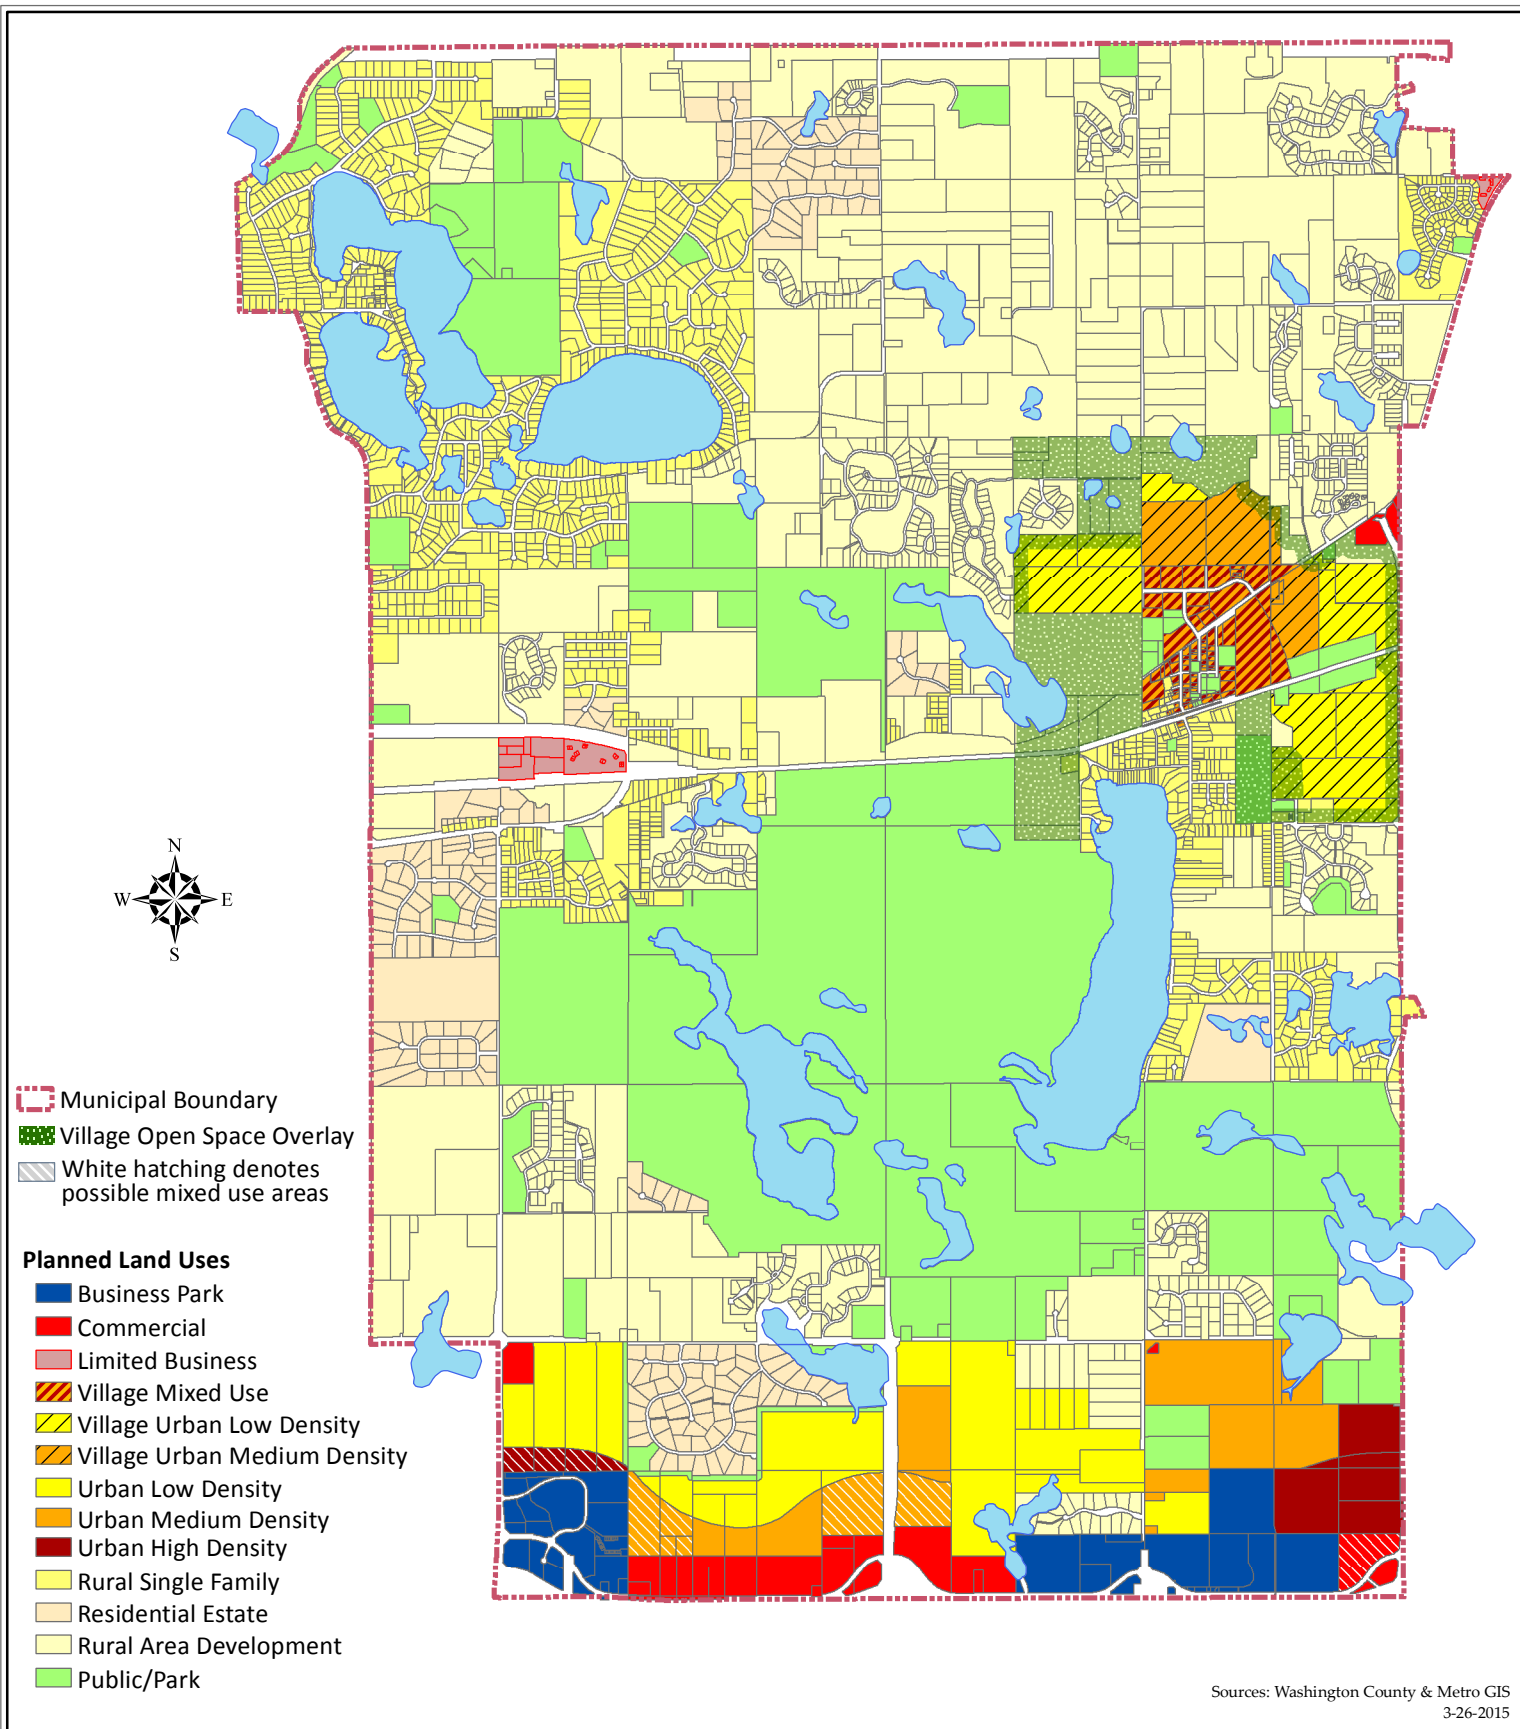 N
W E
S
Municipal Boundary
Village Open Space Overlay
White hatching denotes
possible mixed use areas
Planned Land Uses
Business Park
Commercial
Limited Business
Village Mixed Use
Village Urban Low Density
Village Urban Medium Density
Urban Low Density
Urban Medium Density
Urban High Density
Rural Single Family
Residential Estate
Rural Area Development
Public/Park
Sources: Washington County & Metro GIS
3-26-2015